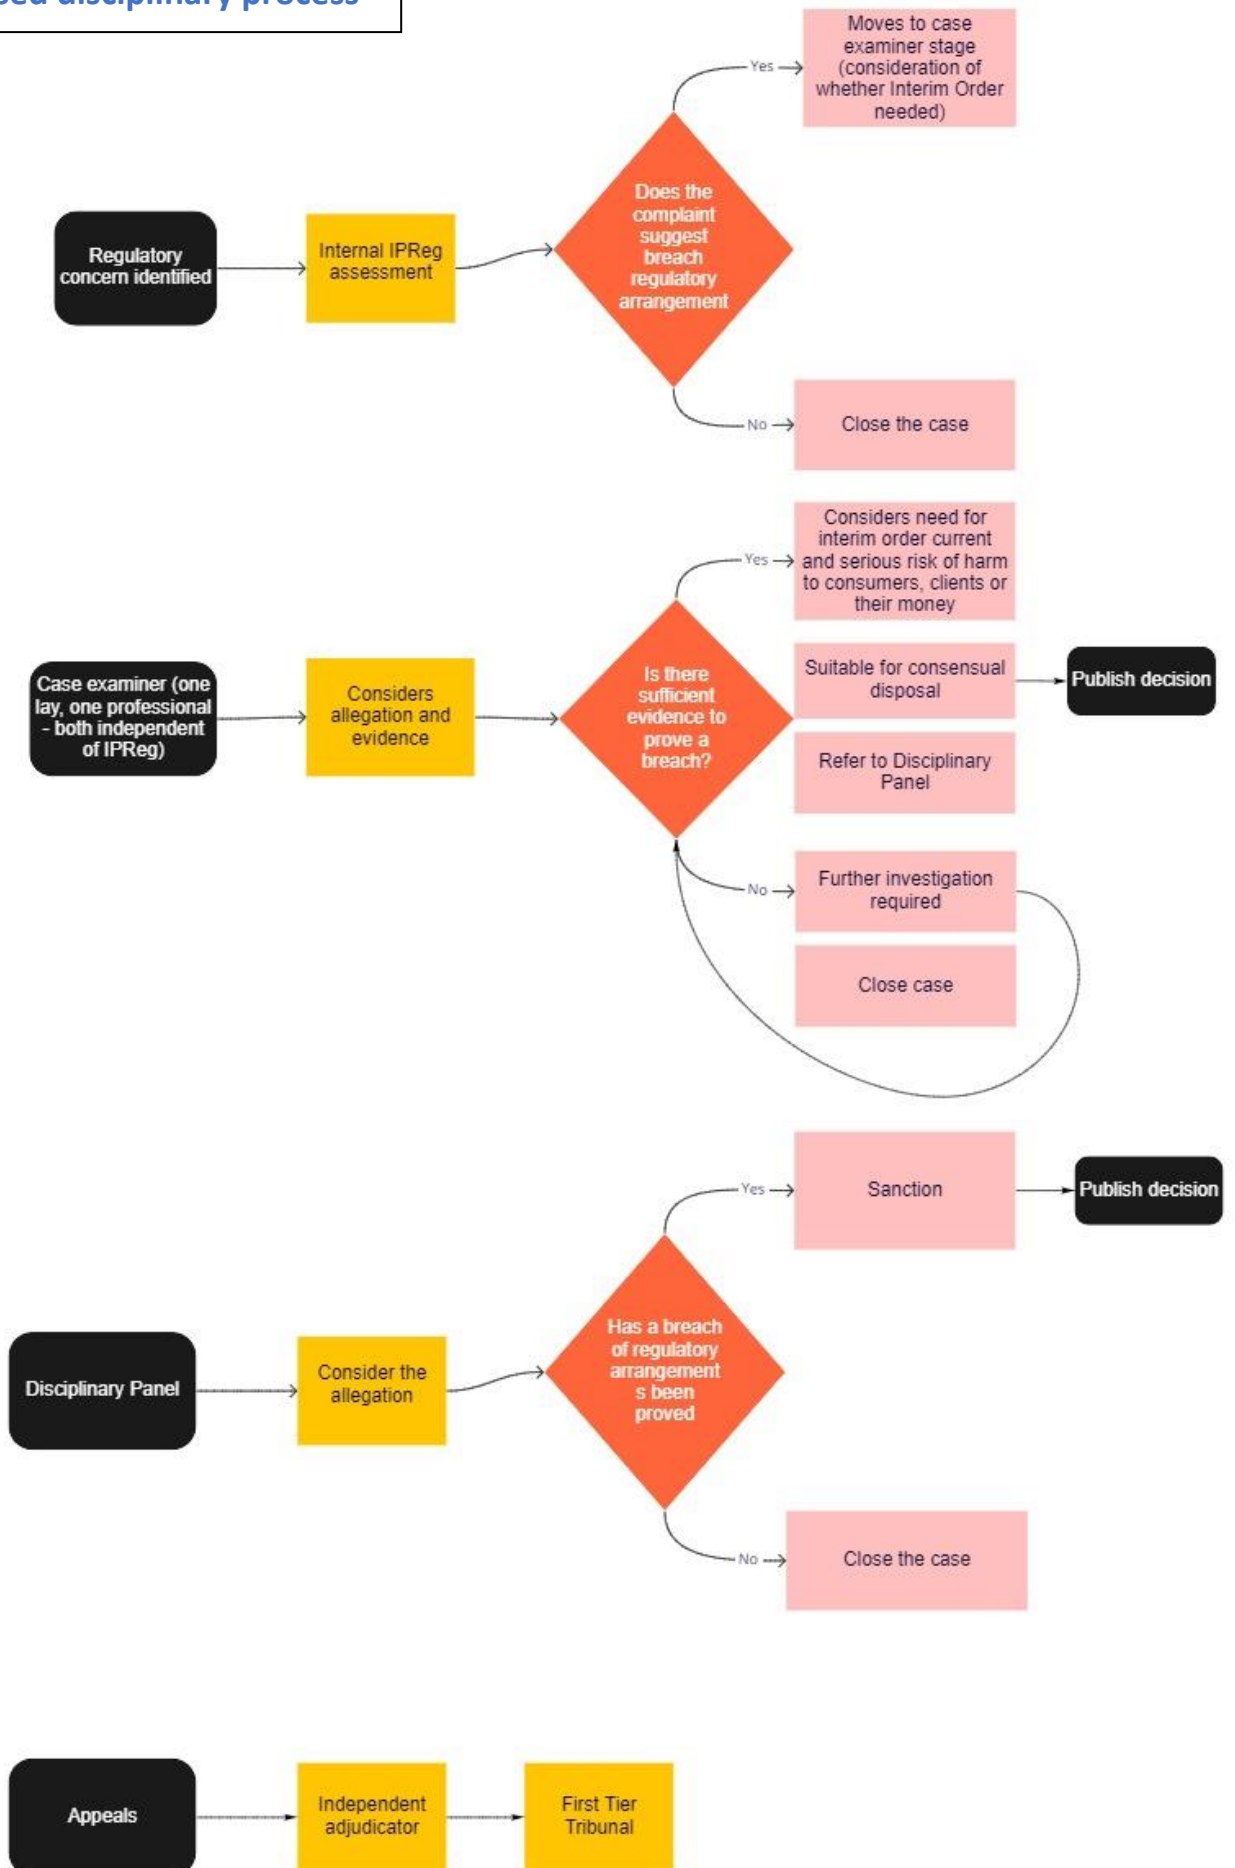 disciplinary process
Moves to case
examiner stage
(consideration of
whether Interim Order
needed)
Yes
Does the
complaint
suggest
breach
regulatory
arrangement
Regulatory
concern identified
Internal IPReg
assessment
No
Close the case
Considers need for
interim order current
and serious risk of harm
to consumers, clients or
their money
Yes
Case examiner (one
lay, one professional
- both independent
of IPReg)
Considers
allegation and
evidence
Is there
sufficient
evidence to
prove a
breach?
Suitable for consensual
disposal
Publish decision
Refer to Disciplinary
Panel
No
Further investigation
required
Close case
Yes
Sanction
Publish decision
Disciplinary Panel
Consider the
allegation
Has a breach
of regulatory
arrangement
s been
proved
No
Close the case
Appeals
Independent
adjudicator
First Tier
Tribunal